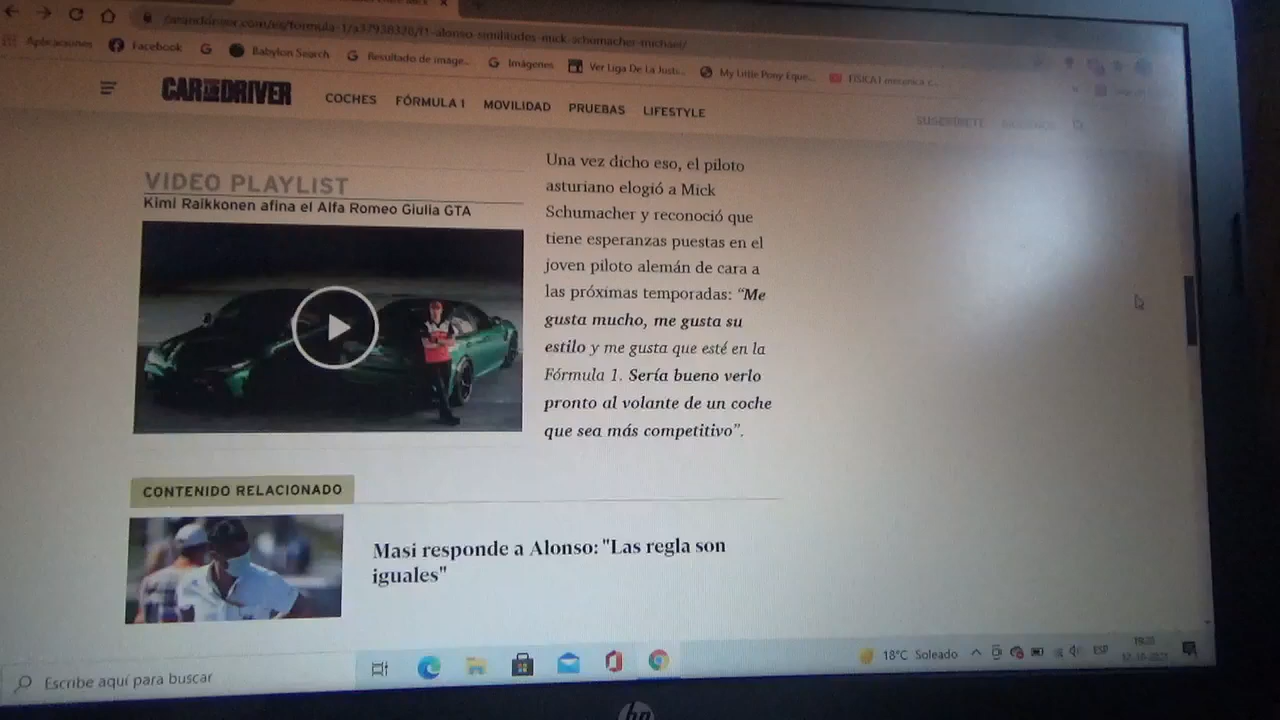 Aplicaciones Facebook Babylon Search Resultado de image... Imágenes Ver Liga De La Justi... My Little Pony Eque...
CAR AND DRIVER
COCHES FÓRMULA 1 MOVILIDAD PRUEBAS LIFESTYLE
SUSCRÍBETE
VIDEO PLAYLIST
Kimi Raikkonen afina el Alfa Romeo Giulia GTA
Una vez dicho eso, el piloto
asturiano elogió a Mick
Schumacher y reconoció que
tiene esperanzas puestas en el
joven piloto alemán de cara a
las próximas temporadas: “Me
gusta mucho, me gusta su
estilo y me gusta que esté en la
Fórmula 1. Sería bueno verlo
pronto al volante de un coche
que sea más competitivo”.
CONTENIDO RELACIONADO
Masi responde a Alonso: "Las regla son
iguales"
Escribe aquí para buscar
18°C Soleado
ESP
hp